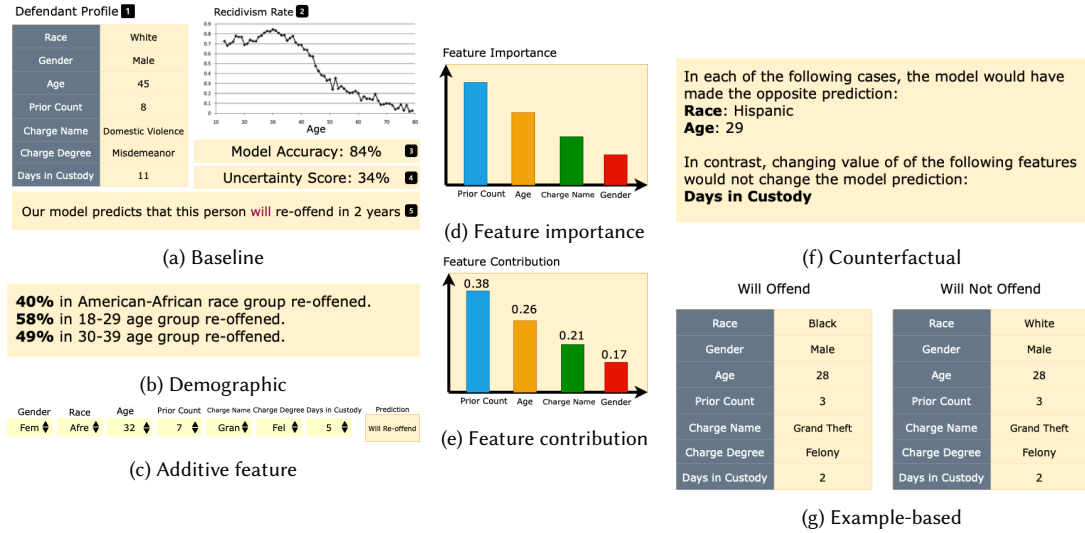 Defendant Profile 1
Race White
Gender Male
Age 45
Prior Count 8
Charge Name Domestic Violence
Charge Degree Misdemeanor
Days in Custody 11
Recidivism Rate 2
0.9
0.8
0.7
0.6
0.5
0.4
0.3
0.2
0.1
0
10 20 30 40 50 60 70 80
Age
Model Accuracy: 84% 3
Uncertainty Score: 34% 4
Our model predicts that this person will re-offend in 2 years 5
(a) Baseline
40% in American-African race group re-offened.
58% in 18-29 age group re-offened.
49% in 30-39 age group re-offened.
(b) Demographic
Gender Race Age Prior Count Charge Name Charge Degree Days in Custody Prediction
Fem Afre 32 7 Gran Fel 5 Will Re-offend
(c) Additive feature
Feature Importance
Prior Count Age Charge Name Gender
(d) Feature importance
Feature Contribution
0.38
0.26
0.21
0.17
Prior Count Age Charge Name Gender
(e) Feature contribution
In each of the following cases, the model would have
made the opposite prediction:
Race: Hispanic
Age: 29
In contrast, changing value of of the following features
would not change the model prediction:
Days in Custody
(f) Counterfactual
Will Offend
Race Black
Gender Male
Age 28
Prior Count 3
Charge Name Grand Theft
Charge Degree Felony
Days in Custody 2
Will Not Offend
Race White
Gender Male
Age 28
Prior Count 3
Charge Name Grand Theft
Charge Degree Felony
Days in Custody 2
(g) Example-based